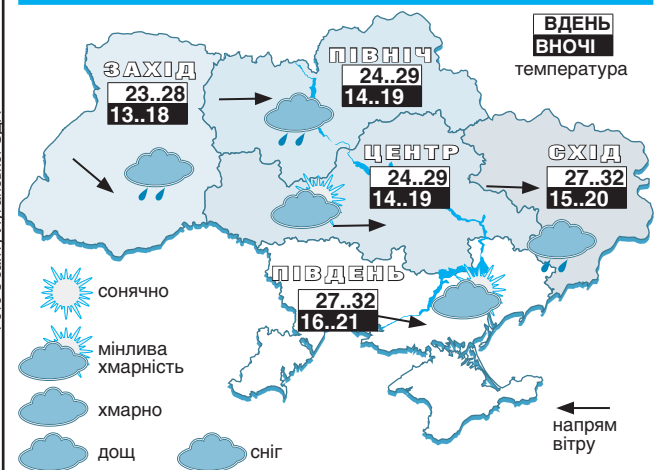 ВДЕНЬ
ВНОЧІ
температура
ПІВНІЧ
24..29
14..19
ЗАХІД
23..28
13..18
ЦЕНТР
24..29
14..19
СХІД
27..32
15..20
ПІВДЕНЬ
27..32
16..21
сонячно
мінлива
хмарність
хмарно
дощ
сніг
напрям
вітру